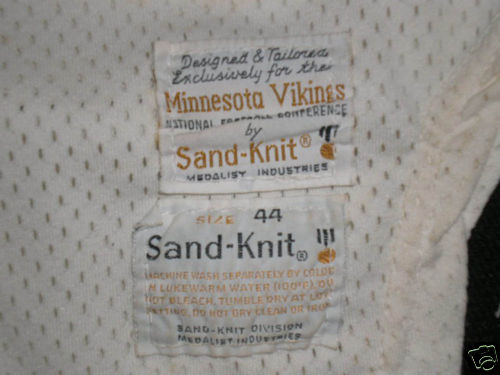 Designed & Tailored
Exclusively for the
Minnesota Vikings
NATIONAL FOOTBALL CONFERENCE
by
Sand-Knit®
MEDALIST INDUSTRIES
SIZE 44
Sand-Knit®
MACHINE WASH SEPARATELY BY COLOR
IN LUKEWARM WATER (100°F). DO
NOT BLEACH, TUMBLE DRY AT LOW
SETTING. DO NOT DRY CLEAN OR IRON
SAND-KNIT DIVISION
MEDALIST INDUSTRIES
ebY